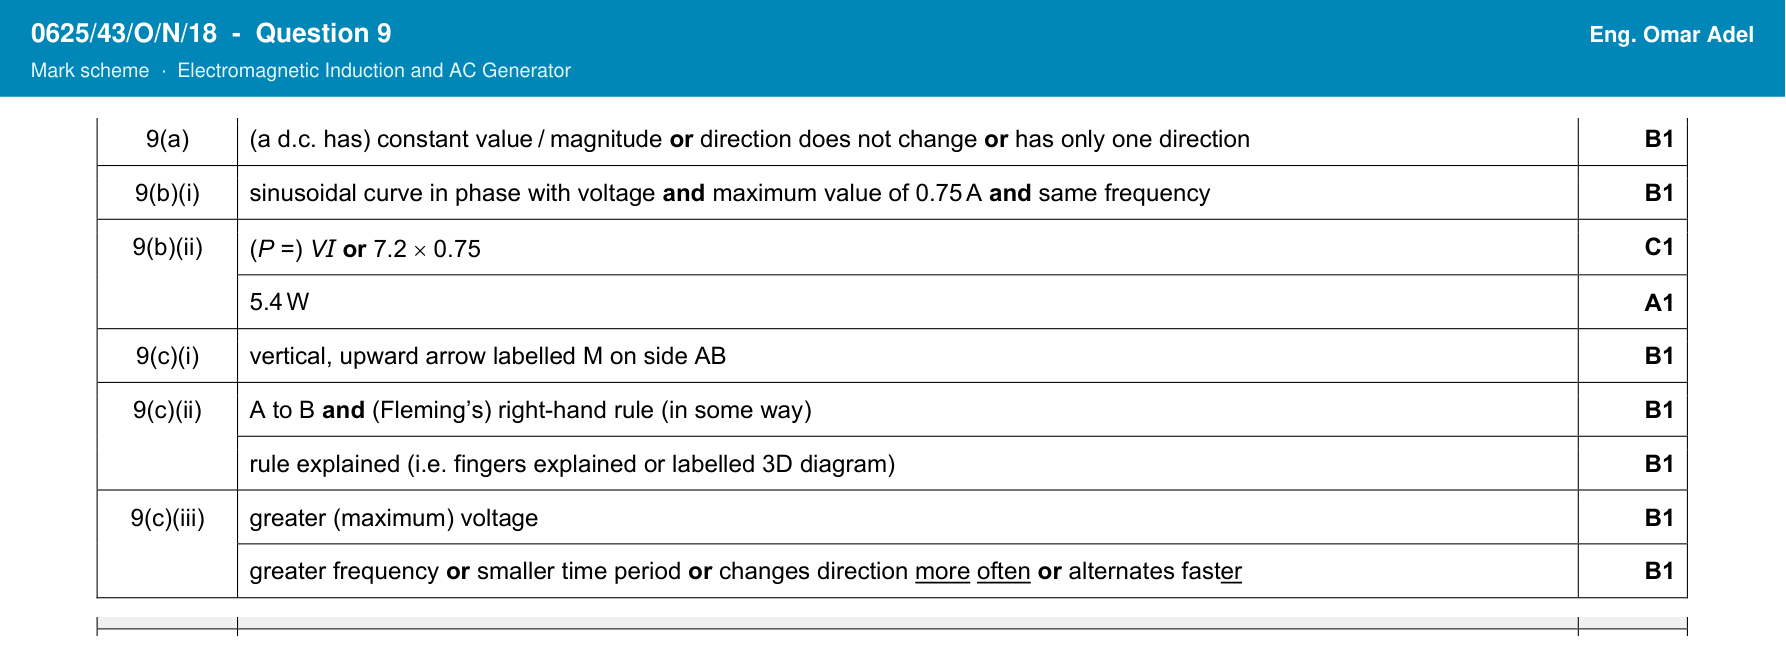 0625/43/O/N/18 - Question 9
Eng. Omar Adel
Mark scheme · Electromagnetic Induction and AC Generator
9(a) (a d.c. has) constant value / magnitude or direction does not change or has only one direction B1
9(b)(i) sinusoidal curve in phase with voltage and maximum value of 0.75 A and same frequency B1
9(b)(ii) (P =) VI or 7.2 × 0.75 C1
5.4 W A1
9(c)(i) vertical, upward arrow labelled M on side AB B1
9(c)(ii) A to B and (Fleming’s) right-hand rule (in some way) B1
rule explained (i.e. fingers explained or labelled 3D diagram) B1
9(c)(iii) greater (maximum) voltage B1
greater frequency or smaller time period or changes direction more often or alternates faster B1